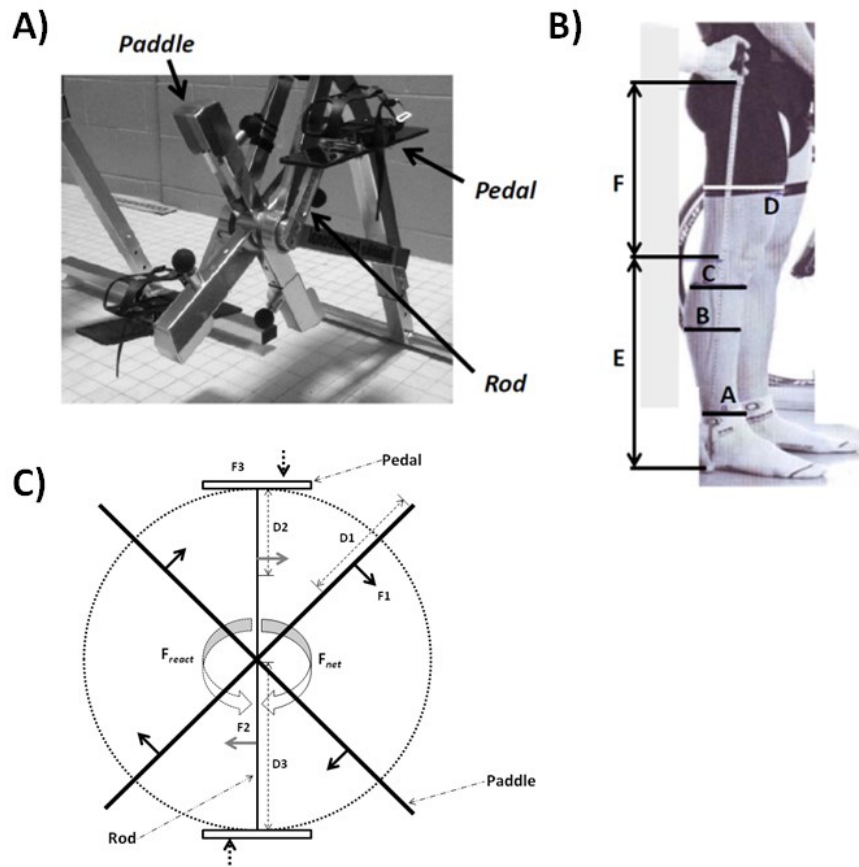 A)
Paddle
Pedal
Rod
B)
F
D
C
B
E
A
C)
F3
Pedal
D2
D1
F1
Freact
Fnet
F2
D3
Paddle
Rod